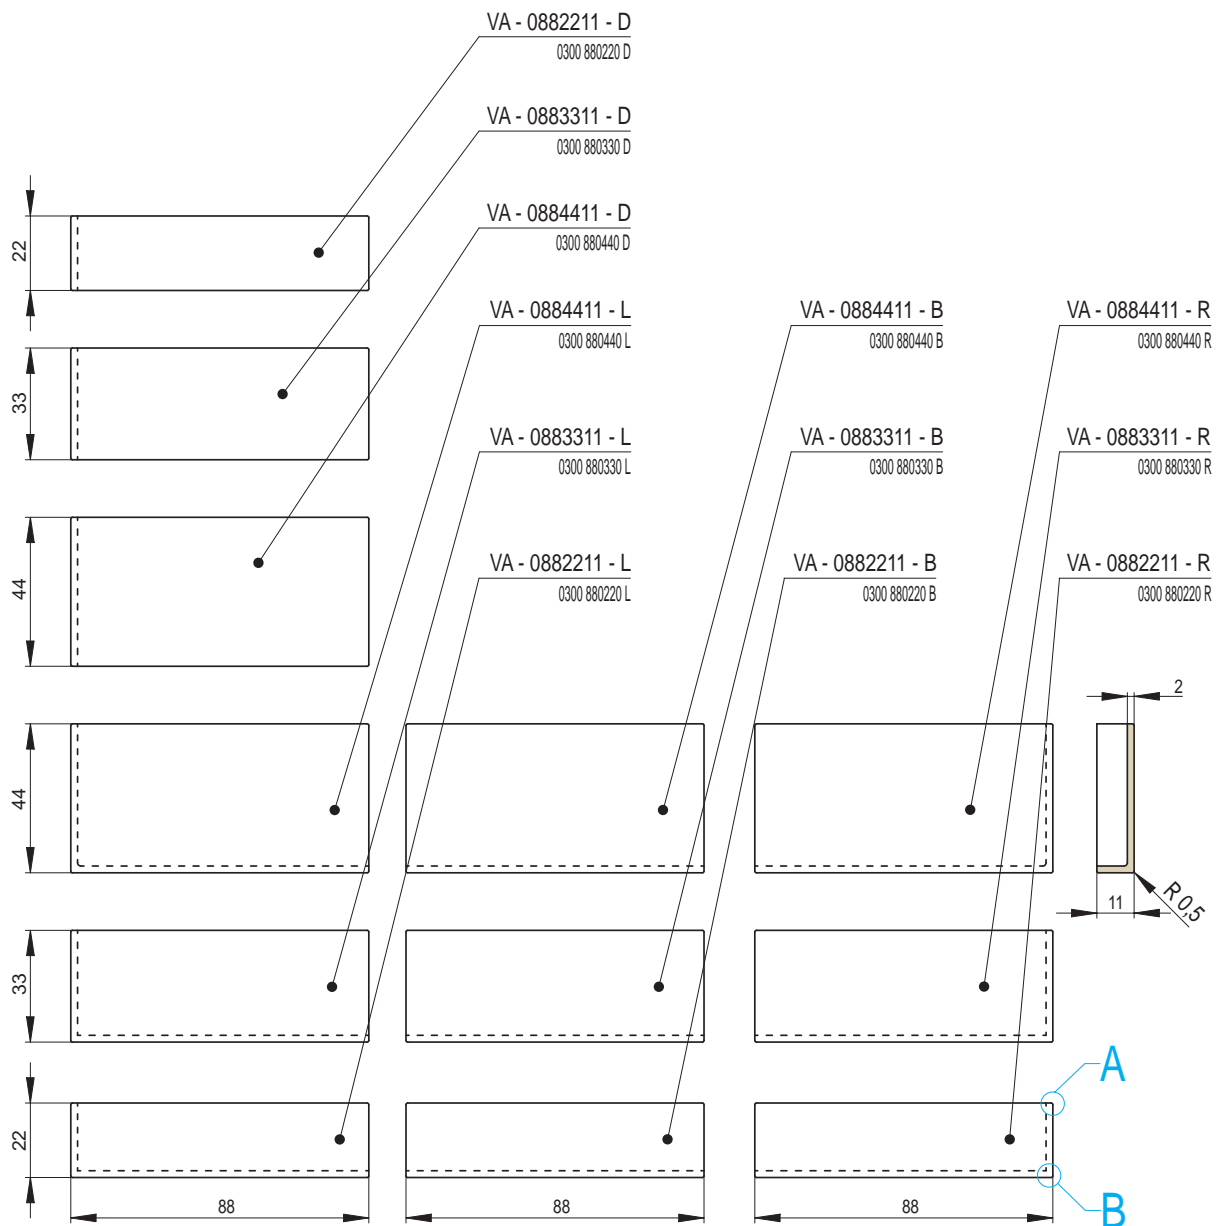 VA - 0882211 - D
0300 880220 D
VA - 0883311 - D
0300 880330 D
VA - 0884411 - D
0300 880440 D
22
33
44
VA - 0884411 - L
0300 880440 L
VA - 0884411 - B
0300 880440 B
VA - 0884411 - R
0300 880440 R
VA - 0883311 - L
0300 880330 L
VA - 0883311 - B
0300 880330 B
VA - 0883311 - R
0300 880330 R
VA - 0882211 - L
0300 880220 L
VA - 0882211 - B
0300 880220 B
VA - 0882211 - R
0300 880220 R
2
44
11
R 0,5
33
A
22
B
88
88
88